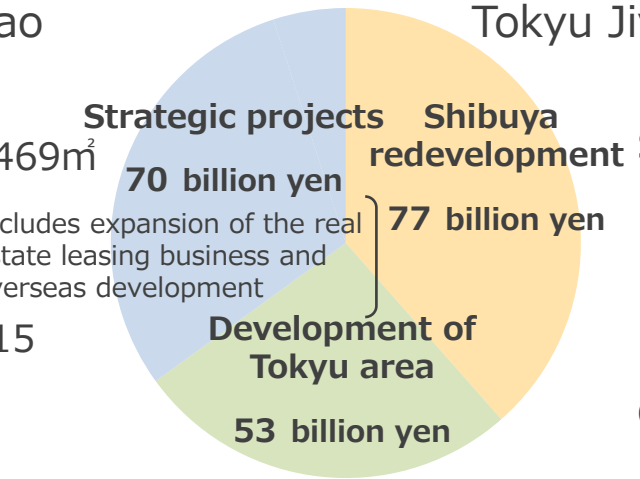 ao
Tokyu Ji
Strategic projects
Shibuya
redevelopment
469㎡
70 billion yen
77 billion yen
cludes expansion of the real
tate leasing business and
verseas development
15
Development of
Tokyu area
53 billion yen